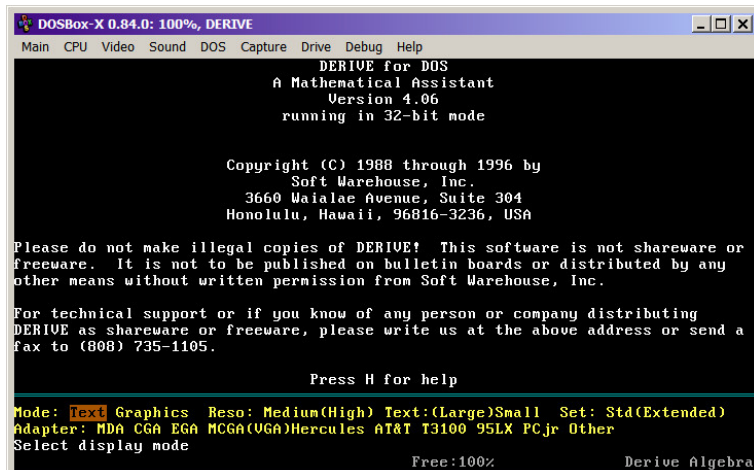 DOSBox-X 0.84.0: 100%, DERIVE
Main CPU Video Sound DOS Capture Drive Debug Help
DERIVE for DOS
A Mathematical Assistant
Version 4.06
running in 32-bit mode
Copyright (C) 1988 through 1996 by
Soft Warehouse, Inc.
3660 Waialae Avenue, Suite 304
Honolulu, Hawaii, 96816-3236, USA
Please do not make illegal copies of DERIVE!  This software is not shareware or
freeware.  It is not to be published on bulletin boards or distributed by any
other means without written permission from Soft Warehouse, Inc.
For technical support or if you know of any person or company distributing
DERIVE as shareware or freeware, please write us at the above address or send a
fax to (808) 735-1105.
Press H for help
Mode: Text Graphics  Reso: Medium(High) Text:(Large)Small  Set: Std(Extended)
Adapter: MDA CGA EGA MCGA(VGA)Hercules AT&T T3100 95LX PCjr Other
Select display mode
Free:100% Derive Algebra